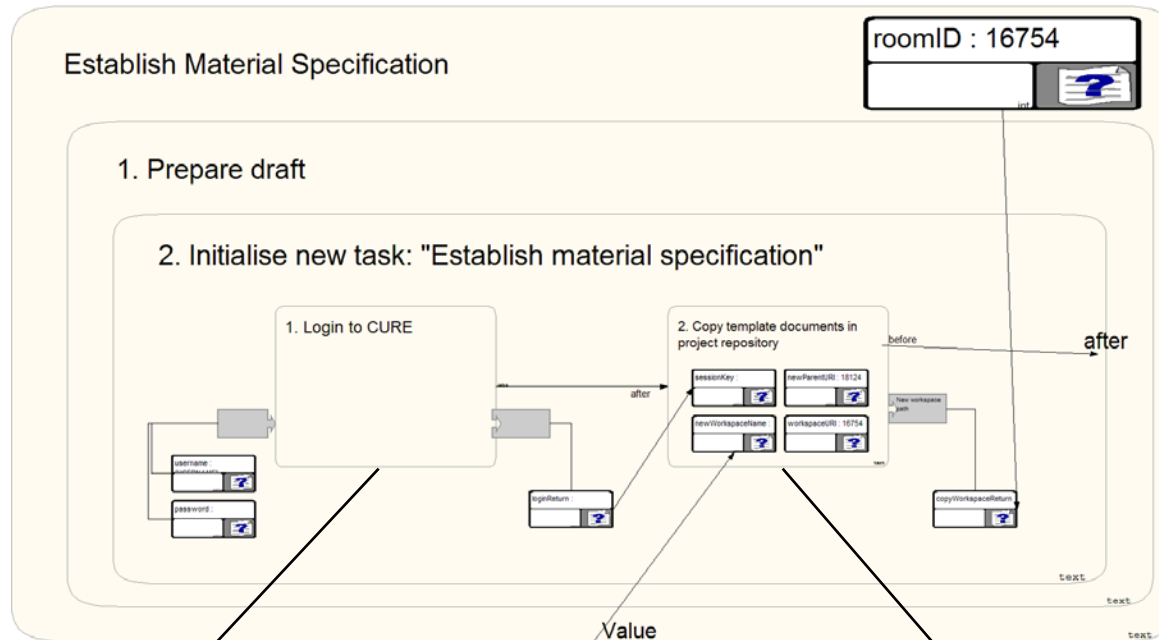 roomID : 16754
int
Establish Material Specification
1. Prepare draft
2. Initialise new task: "Establish material specification"
1. Login to CURE
2. Copy template documents in
project repository
before
after
after
sessionKey :
newParentURI : 18124
newWorkspaceName :
workspaceURI : 16754
New workspace
path
text
username :
password :
loginReturn :
copyWorkspaceReturn
text
text
Value
text